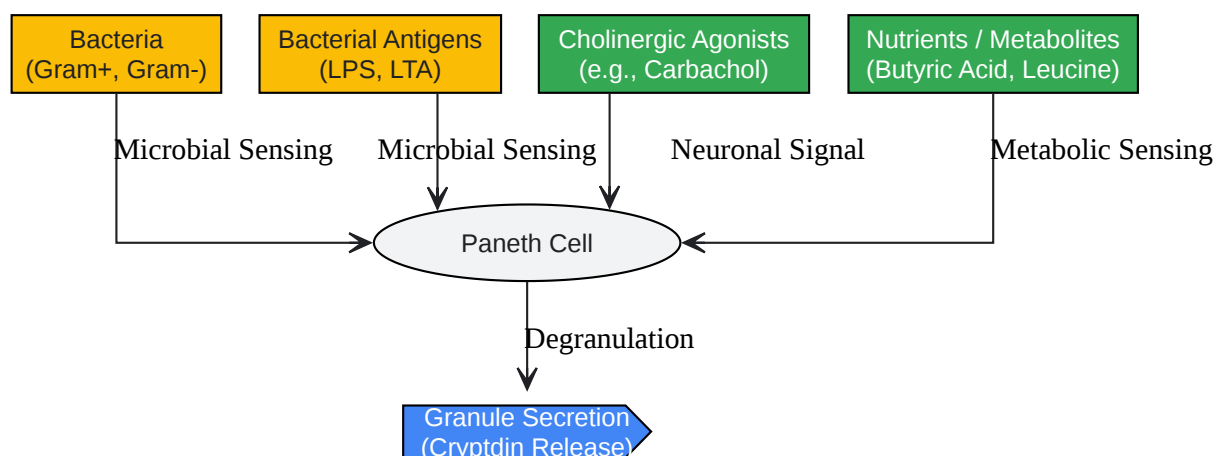 Bacteria
(Gram+, Gram-)
Bacterial Antigens
(LPS, LTA)
Cholinergic Agonists
(e.g., Carbachol)
Nutrients / Metabolites
(Butyric Acid, Leucine)
Microbial Sensing
Microbial Sensing
Neuronal Signal
Metabolic Sensing
Paneth Cell
Degranulation
Granule Secretion
(Cryptdin Release)